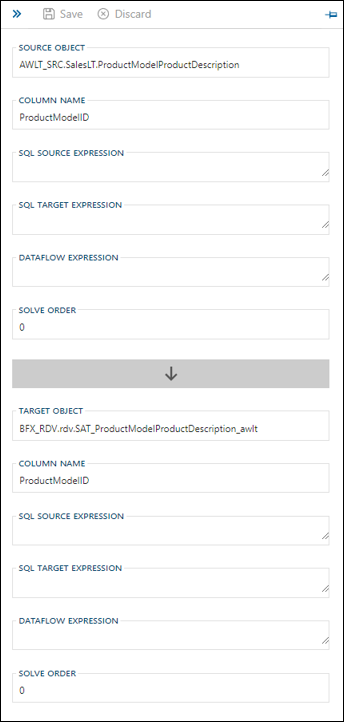 Save Discard
SOURCE OBJECT
AWLT_SRC.SalesLT.ProductModelProductDescription
COLUMN NAME
ProductModelID
SQL SOURCE EXPRESSION
SQL TARGET EXPRESSION
DATAFLOW EXPRESSION
SOLVE ORDER
0
TARGET OBJECT
BFX_RDV.rdv.SAT_ProductModelProductDescription_awlt
COLUMN NAME
ProductModelID
SQL SOURCE EXPRESSION
SQL TARGET EXPRESSION
DATAFLOW EXPRESSION
SOLVE ORDER
0